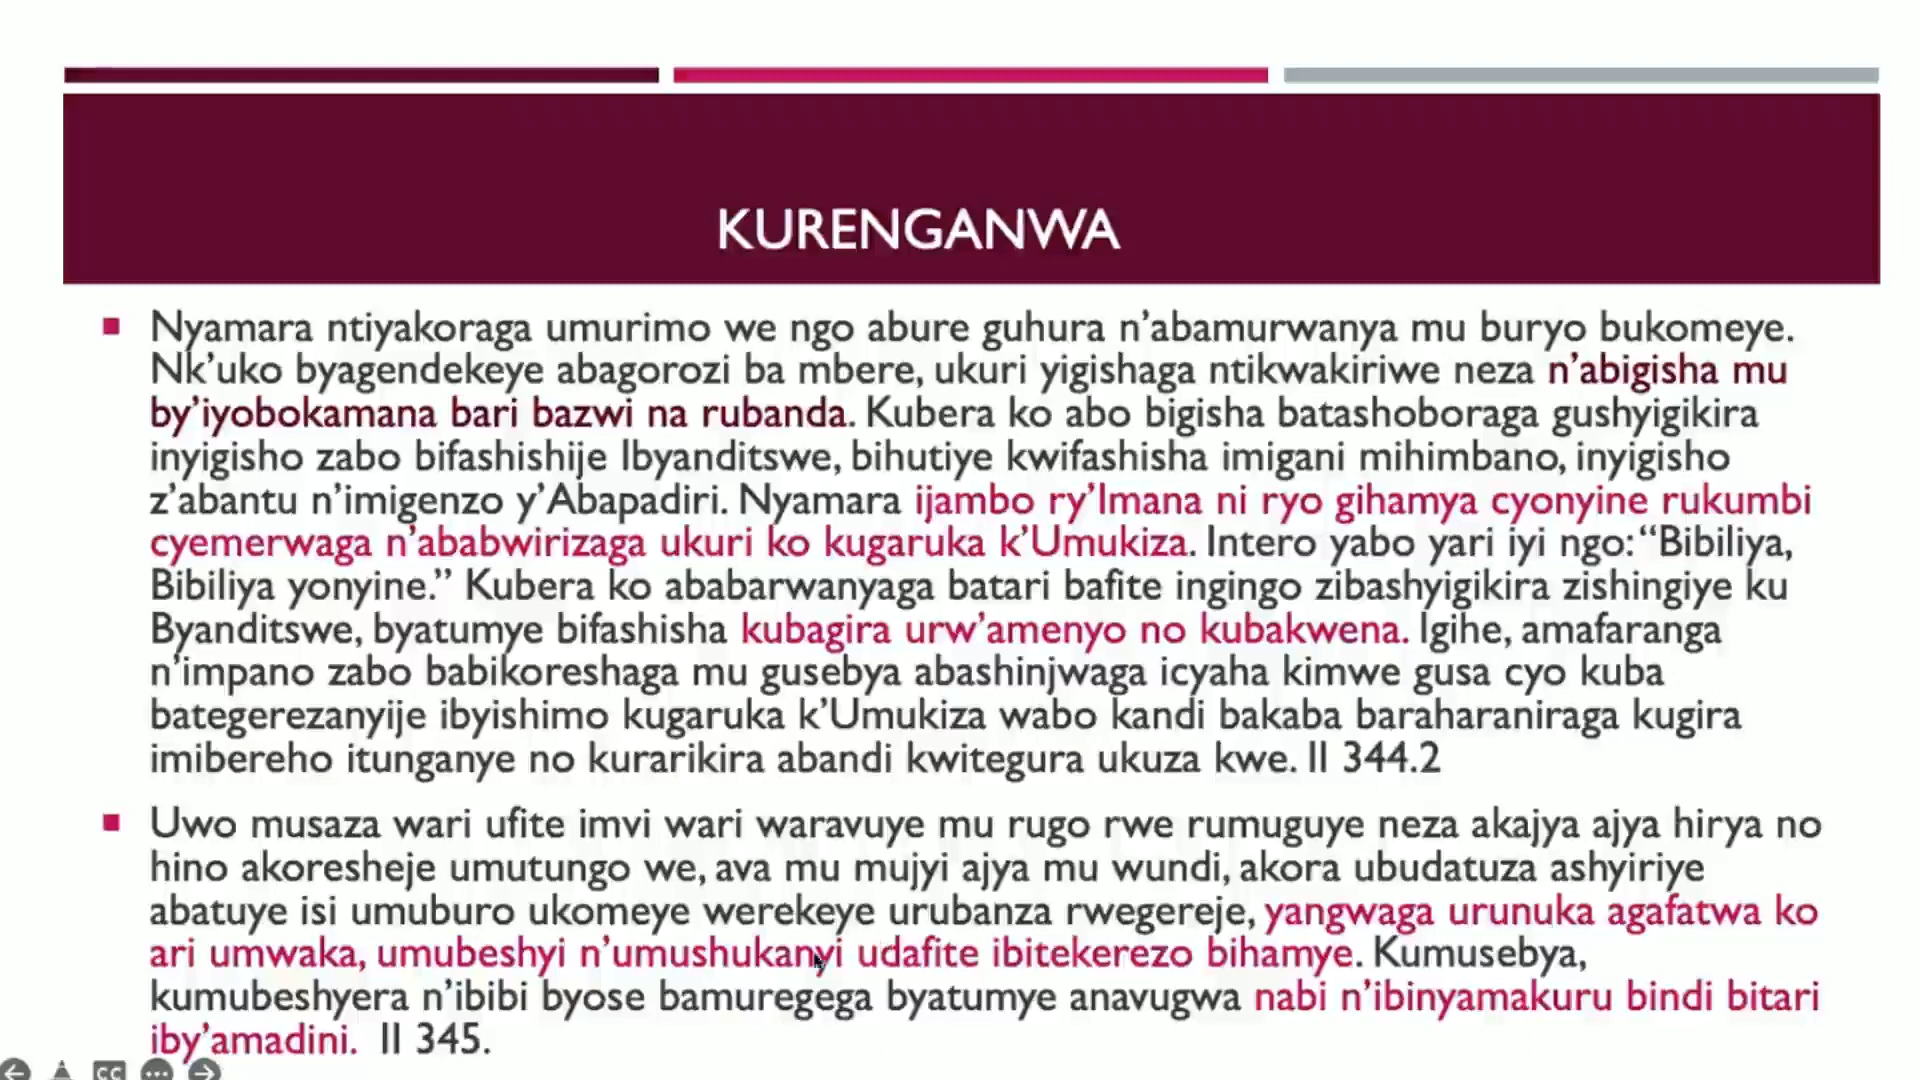 KURENGANWA
Nyamara ntiyakoraga umurimo we ngo abure guhura n’abamurwanya mu buryo bukomeye.
Nk’uko byagendekeye abagorozi ba mbere, ukuri yigishaga ntikwakiriwe neza n’abigisha mu
by’iyobokamana bari bazwi na rubanda. Kubera ko abo bigisha batashoboraga gushyigikira
inyigisho zabo bifashishije Ibyanditswe, bihutiye kwifashisha imigani mihimbano, inyigisho
z’abantu n’imigenzo y’Abapadiri. Nyamara ijambo ry’Imana ni ryo gihamya cyonyine rukumbi
cyemerwaga n’ababwirizaga ukuri ko kugaruka k’Umukiza. Intero yabo yari iyi ngo: “Bibiliya,
Bibiliya yonyine.” Kubera ko ababarwanyaga batari bafite ingingo zibashyigikira zishingiye ku
Byanditswe, byatumye bifashisha kubagira urw’amenyo no kubakwena. Igihe, amafaranga
n’impano zabo babikoreshaga mu gusebya abashinjwaga icyaha kimwe gusa cyo kuba
bategerezanyije ibyishimo kugaruka k’Umukiza wabo kandi bakaba baraharaniraga kugira
imibereho itunganye no kurarikira abandi kwitegura ukuza kwe. II 344.2
Uwo musaza wari ufite imvi wari waravuye mu rugo rwe rumuguye neza akajya ajya hirya no
hino akoresheje umutungo we, ava mu mujyi ajya mu wundi, akora ubudatuza ashyiriye
abatuye isi umuburo ukomeye werekeye urubanza rwegereje, yangwaga urunuka agafatwa ko
ari umwaka, umubeshyi n’umushukanyi udafite ibitekerezo bihamye. Kumusebya,
kumubeshyera n’ibibi byose bamuregega byatumye anavugwa nabi n’ibinyamakuru bindi bitari
iby’amadini. II 345.
CC